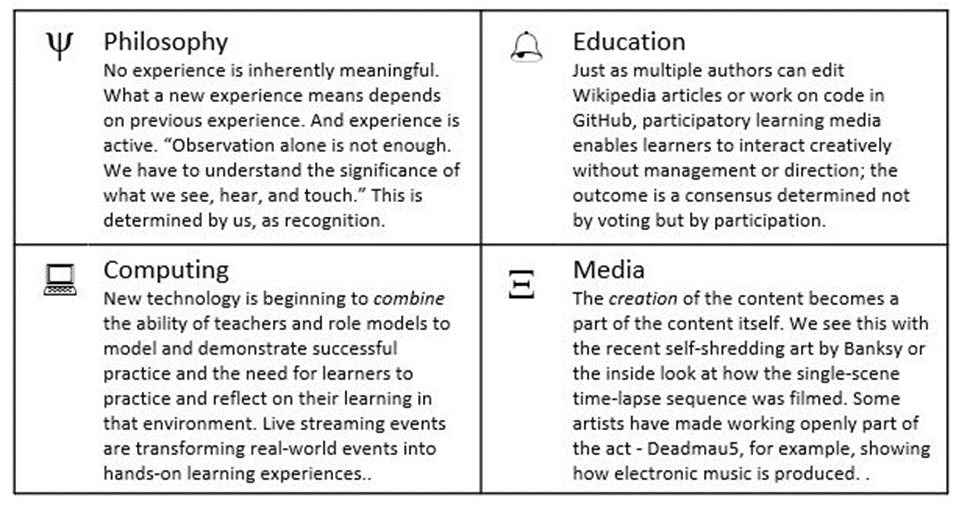 Ψ Philosophy
No experience is inherently meaningful.
What a new experience means depends
on previous experience. And experience is
active. “Observation alone is not enough.
We have to understand the significance of
what we see, hear, and touch.” This is
determined by us, as recognition.
Education
Just as multiple authors can edit
Wikipedia articles or work on code in
GitHub, participatory learning media
enables learners to interact creatively
without management or direction; the
outcome is a consensus determined not
by voting but by participation.
Computing
New technology is beginning to combine
the ability of teachers and role models to
model and demonstrate successful
practice and the need for learners to
practice and reflect on their learning in
that environment. Live streaming events
are transforming real-world events into
hands-on learning experiences..
Ξ Media
The creation of the content becomes a
part of the content itself. We see this with
the recent self-shredding art by Banksy or
the inside look at how the single-scene
time-lapse sequence was filmed. Some
artists have made working openly part of
the act - Deadmau5, for example, showing
how electronic music is produced. .